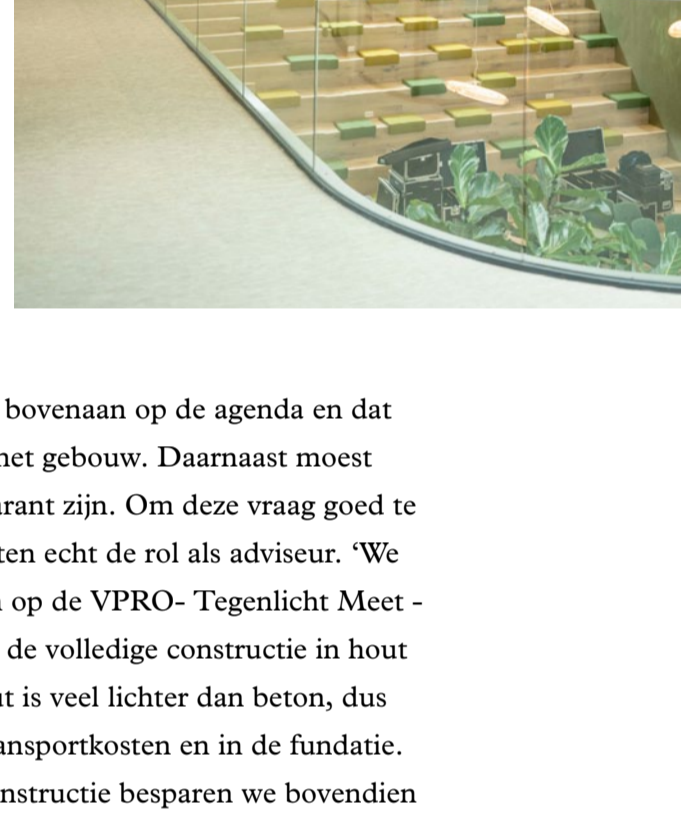 bovenaan op de agenda en dat
gebouw. Daarnaast moest
zijn. Om deze vraag goed te
echt de rol als adviseur. ‘We
op de VPRO- Tegenlicht Meet -
de volledige constructie in hout
is veel lichter dan beton, dus
en in de fundatie.
besparen we bovendien